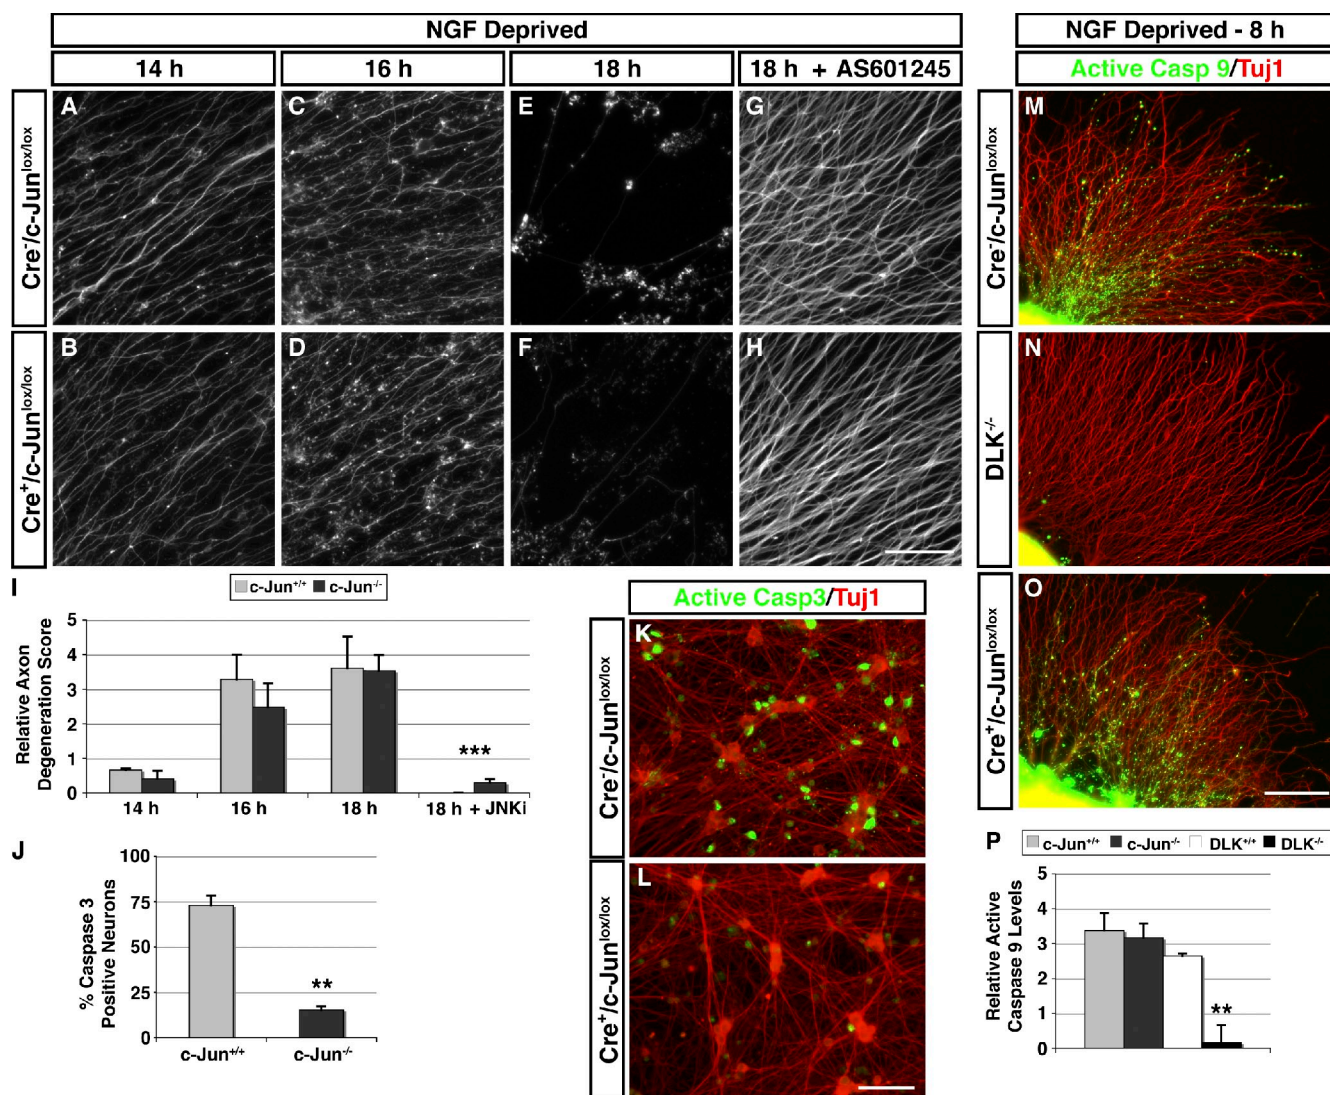 NGF Deprived
14 h
16 h
18 h
18 h + AS601245
Cre⁻/c-Junˡᵒˣ/ˡᵒˣ
Cre⁺/c-Junˡᵒˣ/ˡᵒˣ
A
C
E
G
B
D
F
H
NGF Deprived - 8 h
Active Casp 9/Tuj1
Cre⁻/c-Junˡᵒˣ/ˡᵒˣ
M
DLK⁻/⁻
N
Cre⁺/c-Junˡᵒˣ/ˡᵒˣ
O
I
c-Jun⁺/⁺ c-Jun⁻/⁻
Relative Axon
Degeneration Score
5
4
3
2
1
0
***
14 h
16 h
18 h
18 h + JNKi
J
% Caspase 3
Positive Neurons
100
75
50
25
0
**
c-Jun⁺/⁺
c-Jun⁻/⁻
Active Casp3/Tuj1
Cre⁻/c-Junˡᵒˣ/ˡᵒˣ
K
Cre⁺/c-Junˡᵒˣ/ˡᵒˣ
L
P
c-Jun⁺/⁺ c-Jun⁻/⁻ DLK⁺/⁺ DLK⁻/⁻
Relative Active
Caspase 9 Levels
5
4
3
2
1
0
**